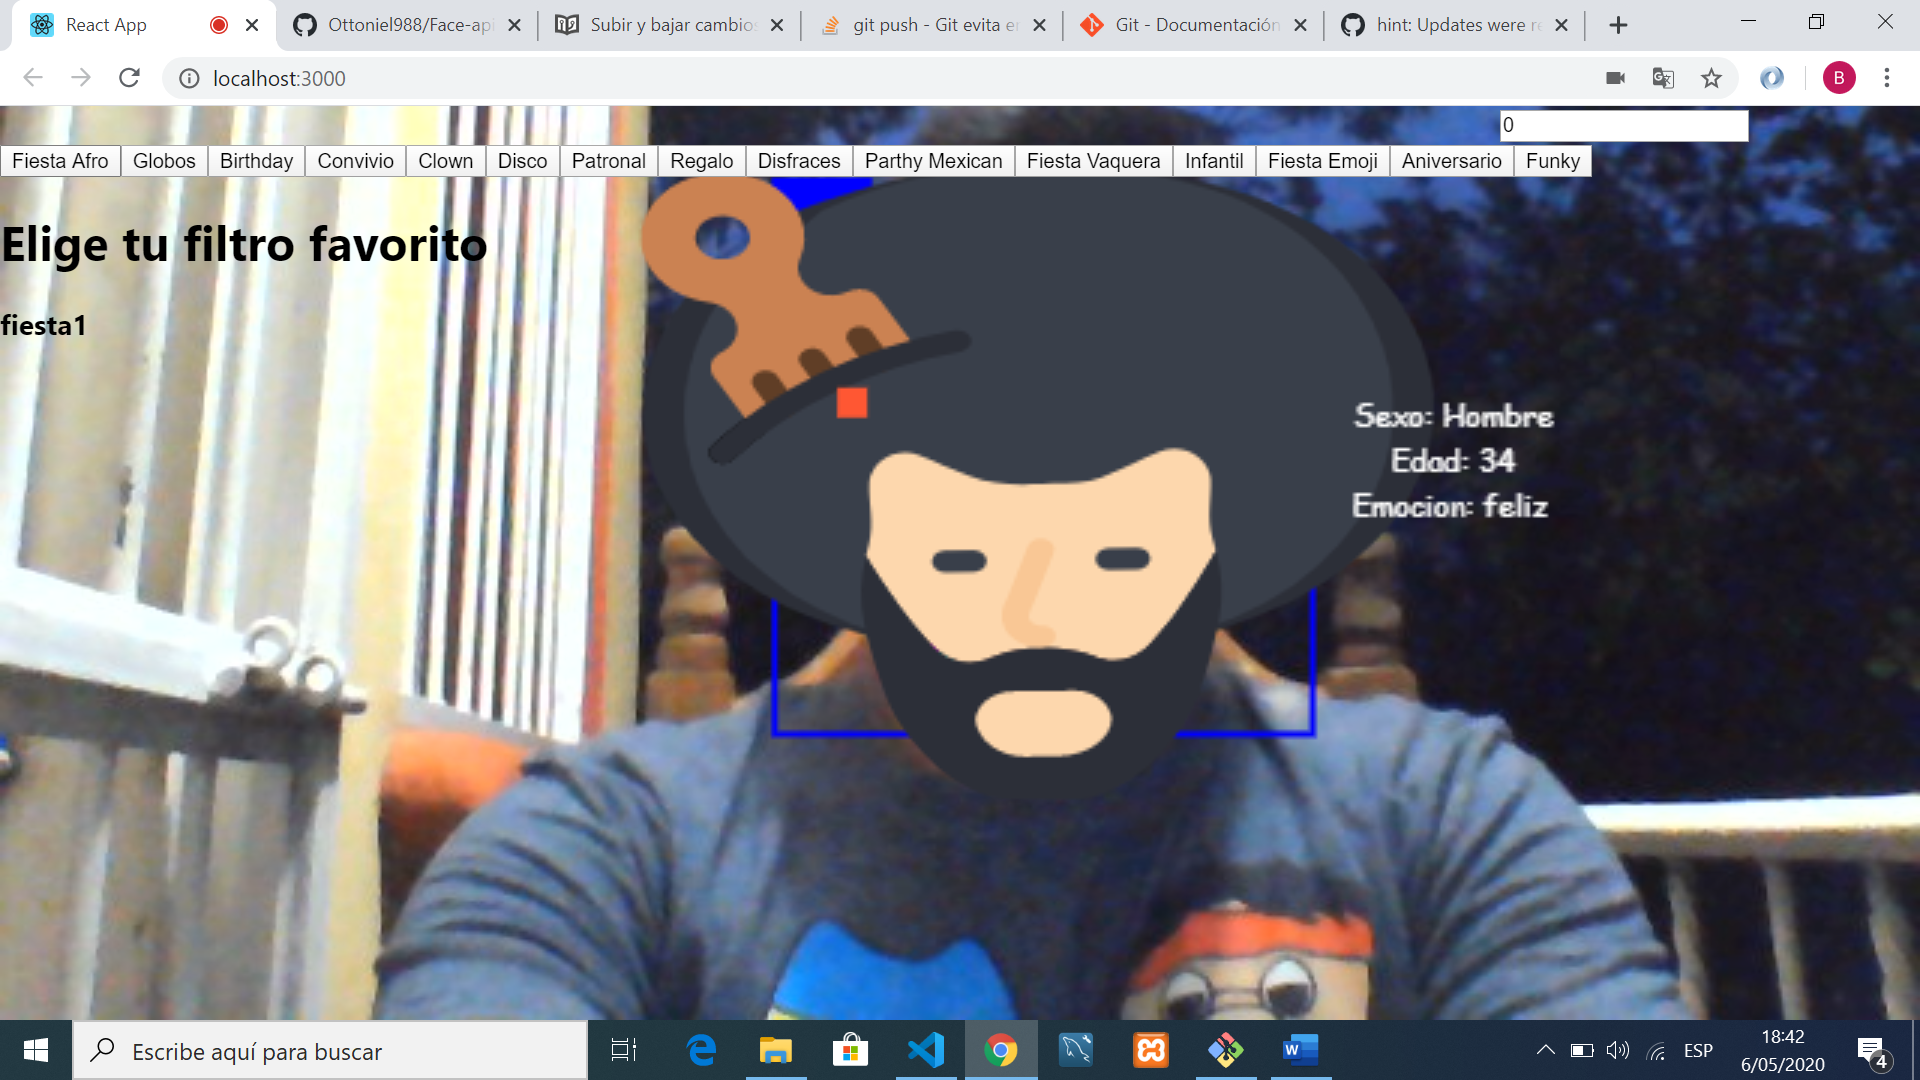 React App
Ottoniel988/Face-api
Subir y bajar cambios
git push - Git evita en
Git - Documentación
hint: Updates were re
localhost:3000
B
0
Fiesta Afro
Globos
Birthday
Convivio
Clown
Disco
Patronal
Regalo
Disfraces
Parthy Mexican
Fiesta Vaquera
Infantil
Fiesta Emoji
Aniversario
Funky
Elige tu filtro favorito
fiesta1
Sexo: Hombre
Edad: 34
Emocion: feliz
Escribe aquí para buscar
ESP
18:42
6/05/2020
4